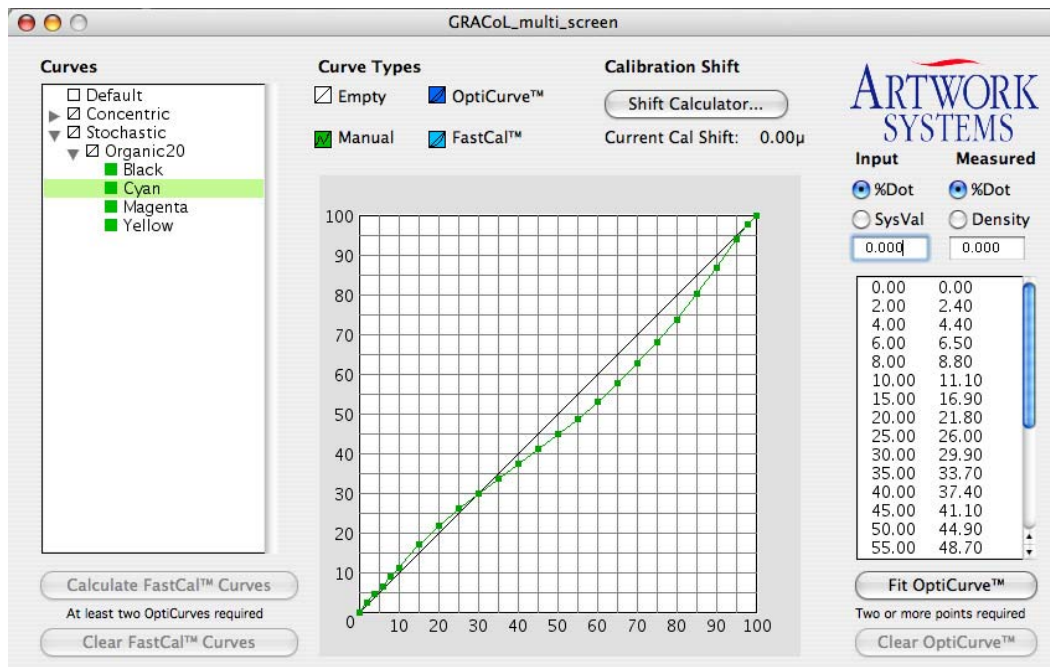 GRACoL_multi_screen
Curves
Default
Concentric
Stochastic
Organic20
Black
Cyan
Magenta
Yellow
Calculate FastCal™ Curves
At least two OptiCurves required
Clear FastCal™ Curves
Curve Types
Empty OptiCurve™
Manual FastCal™
Calibration Shift
Shift Calculator...
Current Cal Shift: 0.00µ
100
90
80
70
60
50
40
30
20
10
0 10 20 30 40 50 60 70 80 90 100
ARTWORK
SYSTEMS
Input Measured
%Dot %Dot
SysVal Density
0.000 0.000
0.00 0.00
2.00 2.40
4.00 4.40
6.00 6.50
8.00 8.80
10.00 11.10
15.00 16.90
20.00 21.80
25.00 26.00
30.00 29.90
35.00 33.70
40.00 37.40
45.00 41.10
50.00 44.90
55.00 48.70
Fit OptiCurve™
Two or more points required
Clear OptiCurve™